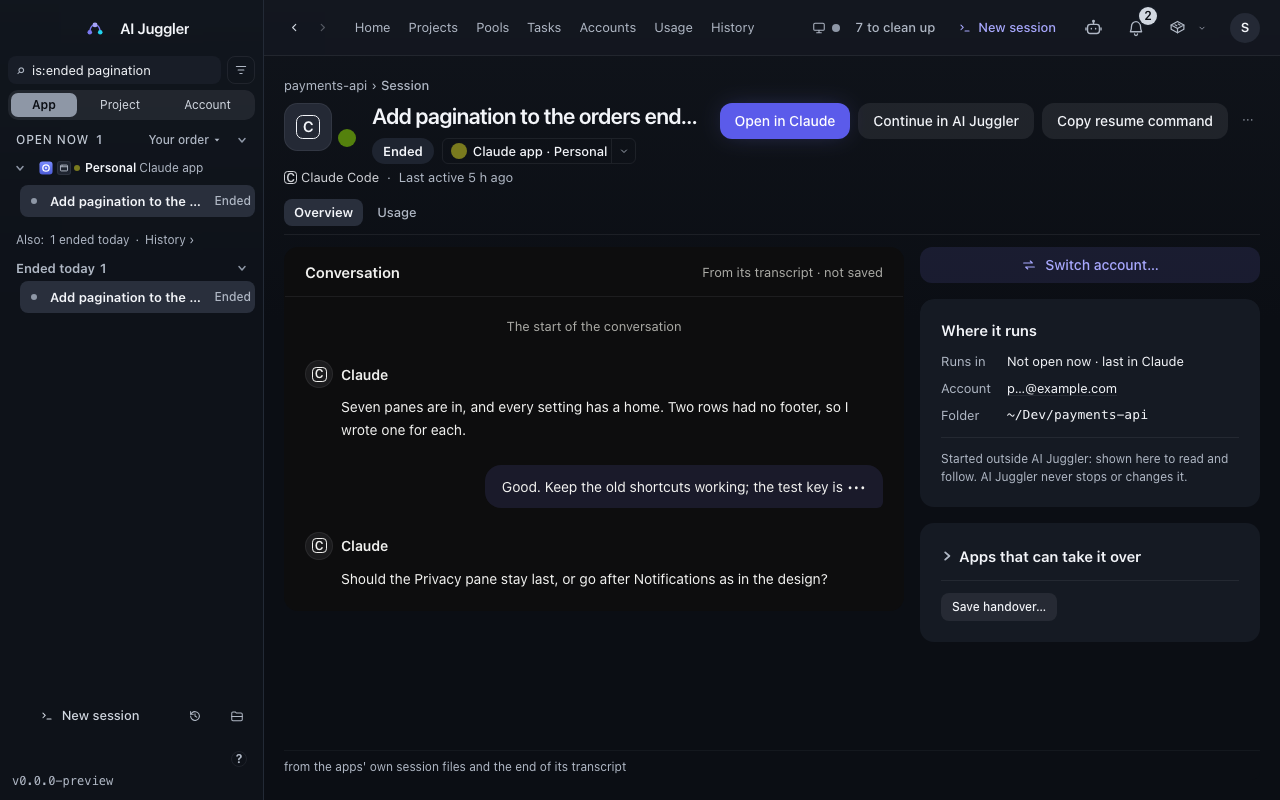 AI Juggler
is:ended pagination
App
Project
Account
OPEN NOW 1
Your order
Personal Claude app
Add pagination to the ... Ended
Also: 1 ended today · History ›
Ended today 1
Add pagination to the ... Ended
New session
?
v0.0.0-preview
Home
Projects
Pools
Tasks
Accounts
Usage
History
7 to clean up
New session
2
S
payments-api › Session
C
Add pagination to the orders end...
Open in Claude
Continue in AI Juggler
Copy resume command
...
Ended
Claude app · Personal
C Claude Code · Last active 5 h ago
Overview
Usage
Conversation
From its transcript · not saved
The start of the conversation
C Claude
Seven panes are in, and every setting has a home. Two rows had no footer, so I
wrote one for each.
Good. Keep the old shortcuts working; the test key is •••
C Claude
Should the Privacy pane stay last, or go after Notifications as in the design?
Switch account...
Where it runs
Runs in Not open now · last in Claude
Account p...@example.com
Folder ~/Dev/payments-api
Started outside AI Juggler: shown here to read and
follow. AI Juggler never stops or changes it.
Apps that can take it over
Save handover...
from the apps' own session files and the end of its transcript